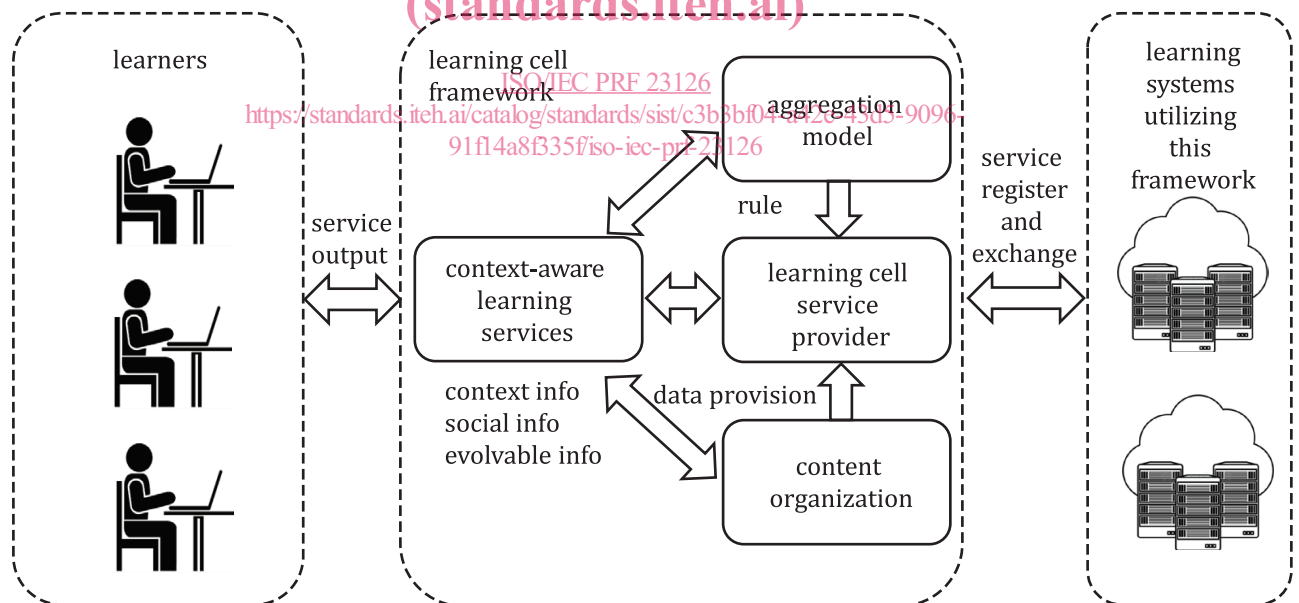 (standards.iteh.ai)
learners
learning cell
framework
ISO/IEC PRF 23126
https://standards.iteh.ai/catalog/standards/sist/c3b3bf04-a42c-43d5-9096-
91f14a8f335f/iso-iec-prf-23126
aggregation
model
rule
service
output
context-aware
learning
services
learning cell
service
provider
context info
social info
evolvable info
data provision
content
organization
service
register
and
exchange
learning
systems
utilizing
this
framework